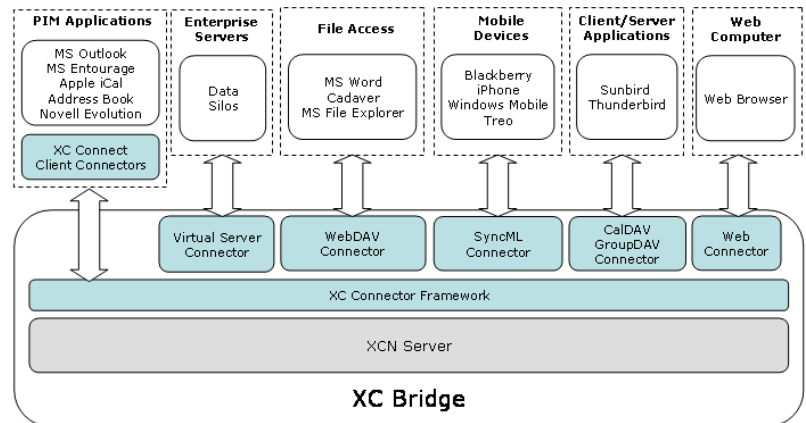 PIM Applications
MS Outlook
MS Entourage
Apple iCal
Address Book
Novell Evolution
XC Connect
Client Connectors
Enterprise
Servers
Data
Silos
File Access
MS Word
Cadaver
MS File Explorer
Mobile
Devices
Blackberry
iPhone
Windows Mobile
Treo
Client/Server
Applications
Sunbird
Thunderbird
Web
Computer
Web Browser
Virtual Server
Connector
WebDAV
Connector
SyncML
Connector
CalDAV
GroupDAV
Connector
Web
Connector
XC Connector Framework
XCN Server
XC Bridge